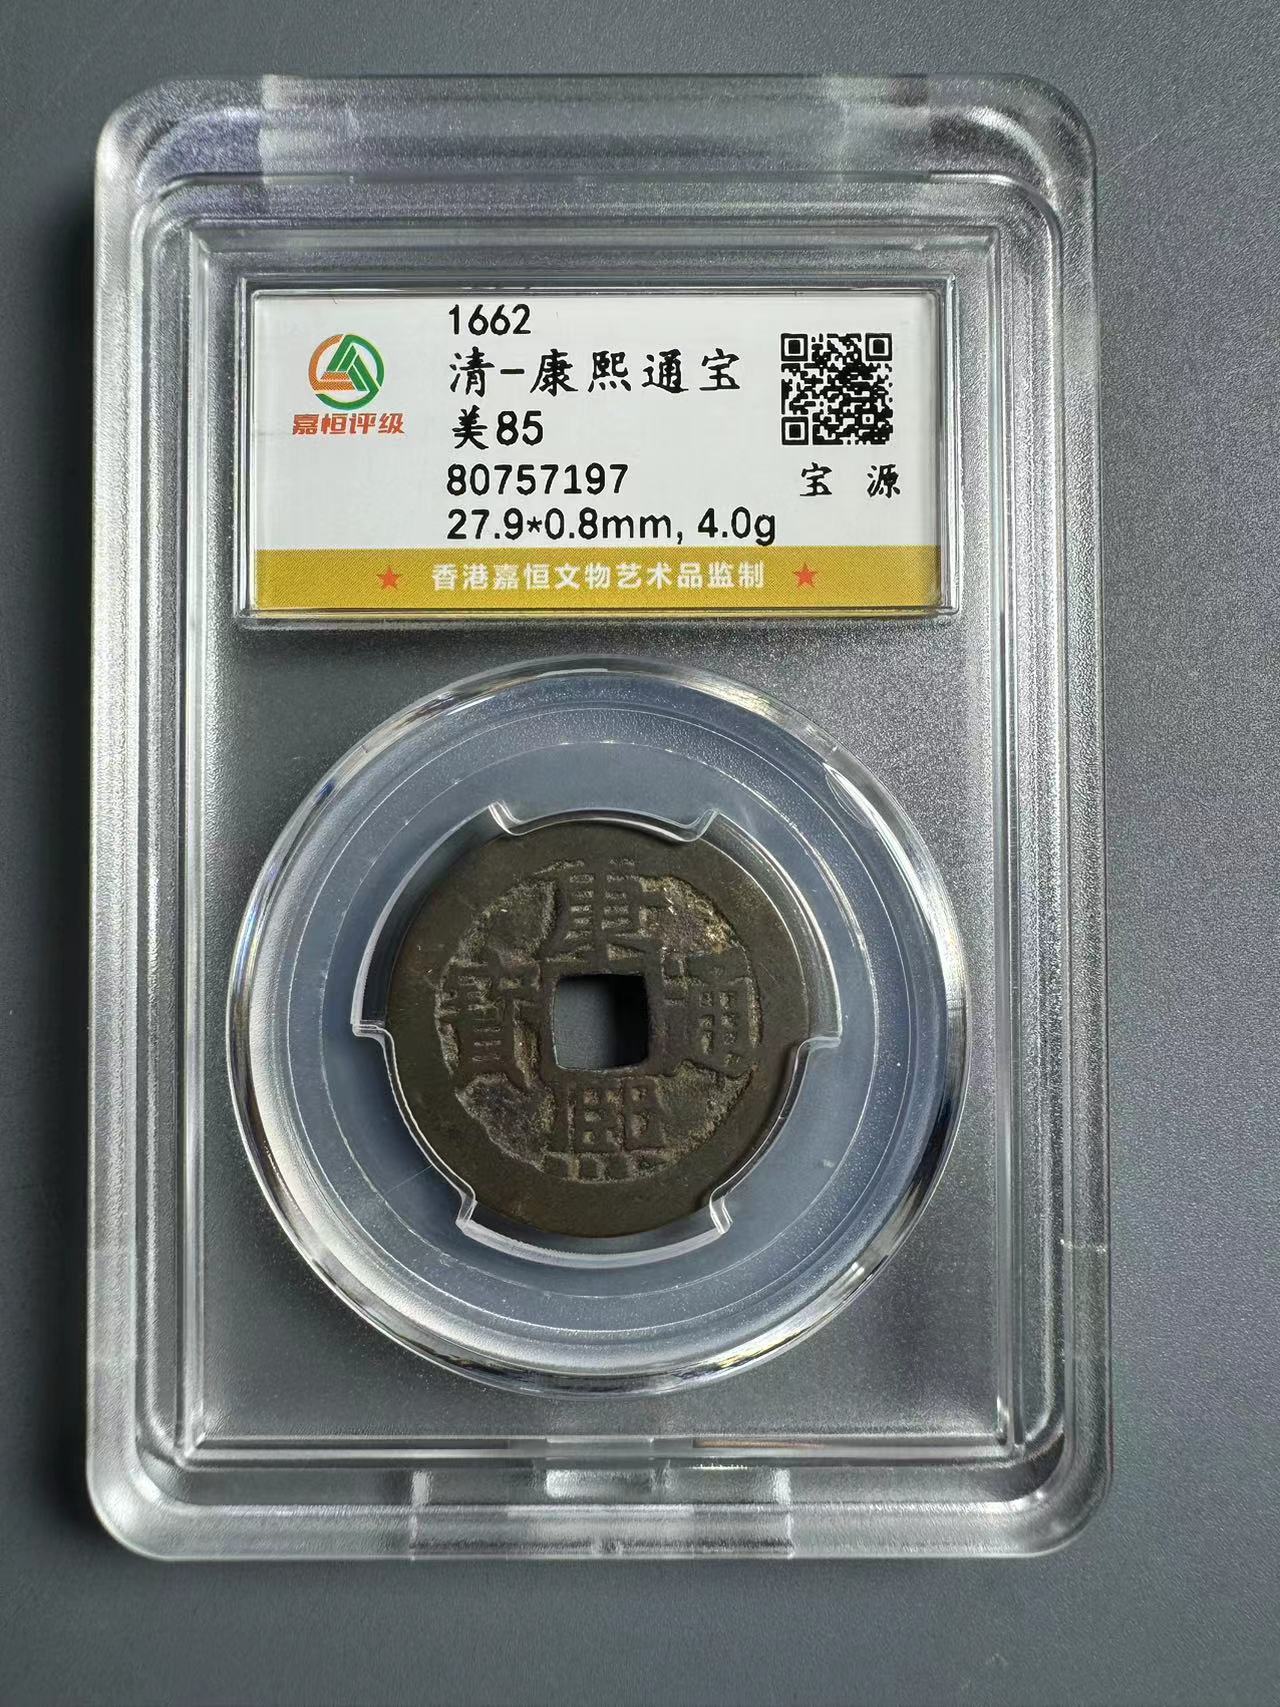 1662
清-康熙通宝
美85
嘉恒评级
80757197
宝 源
27.9*0.8mm, 4.0g
★ 香港嘉恒文物艺术品监制 ★
康
寶 通
熙